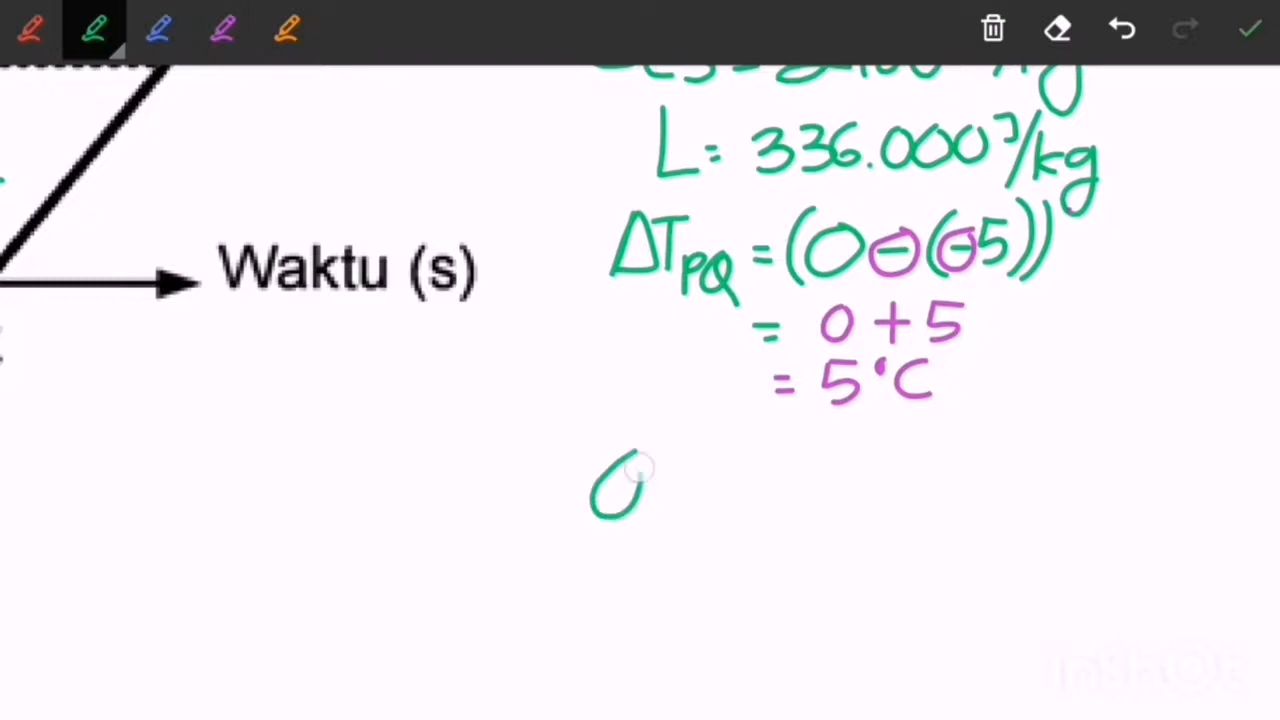 L = 336.000 J/kg
Waktu (s)
ΔTPQ = (0 - (-5))
= 0 + 5
= 5°C